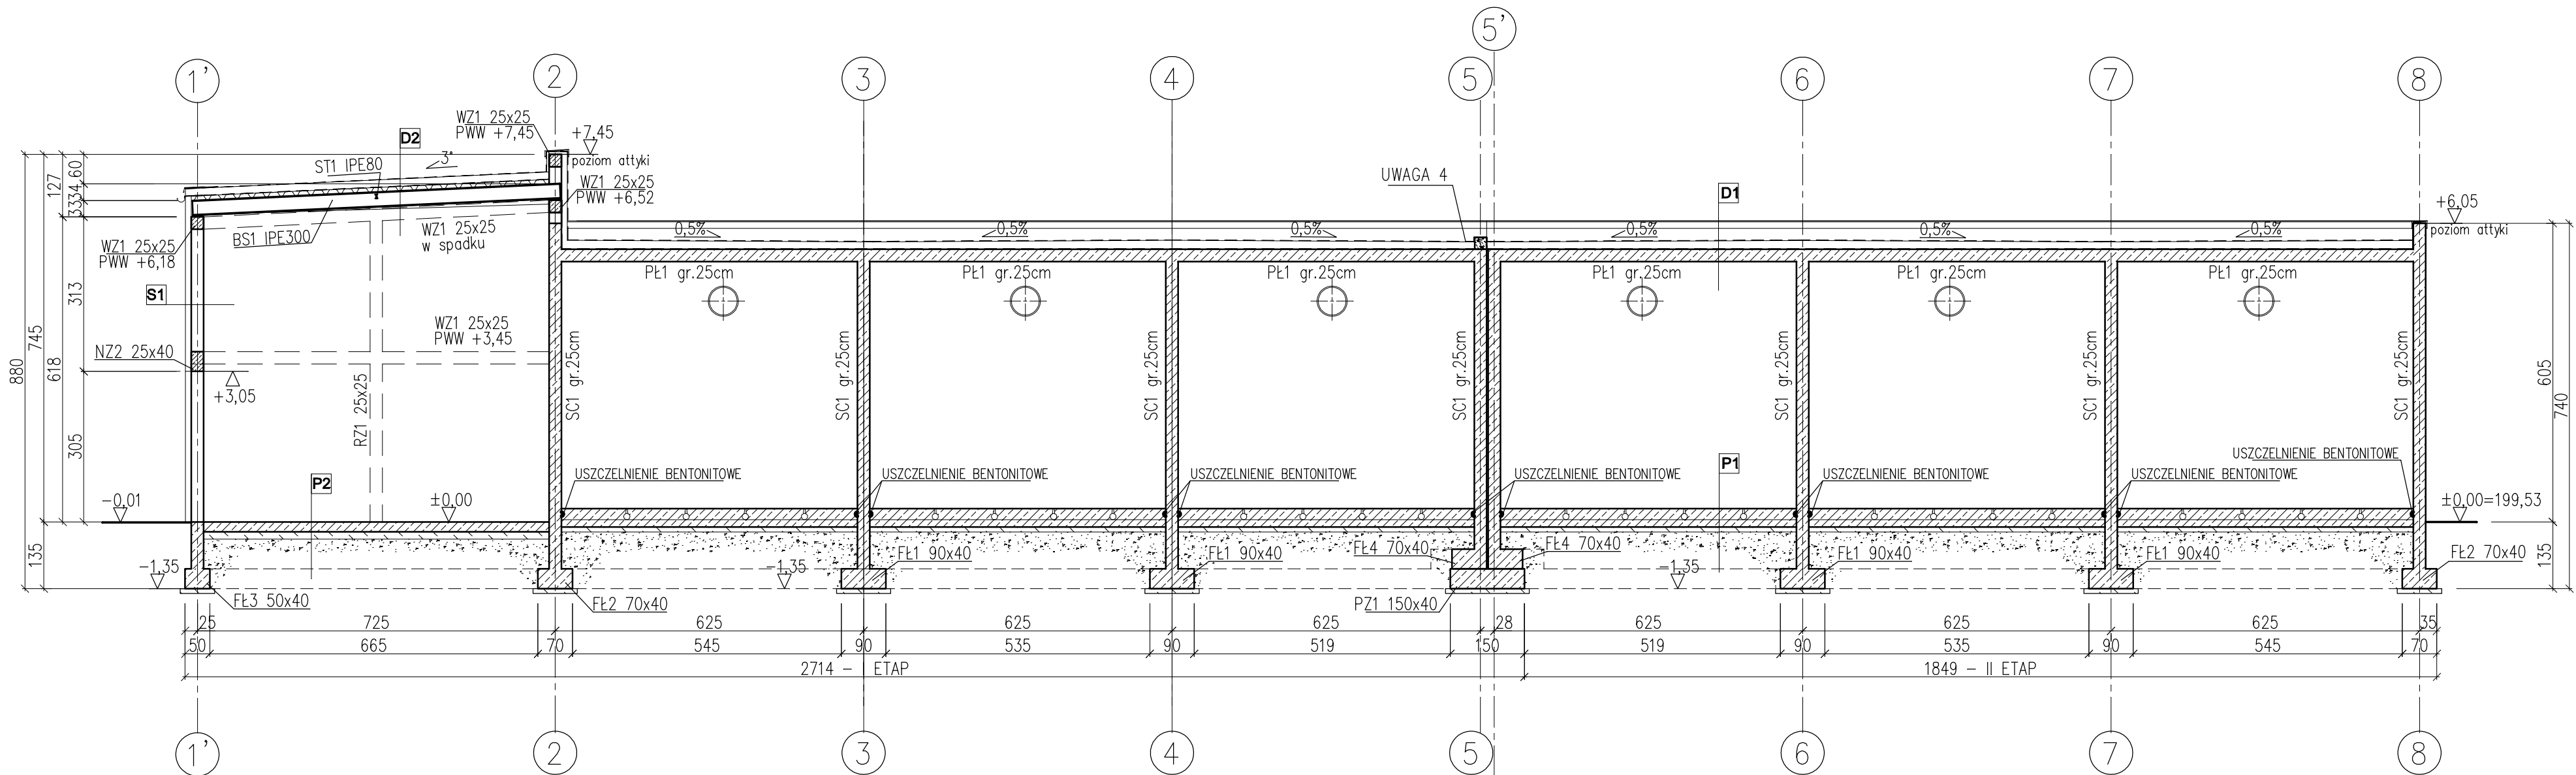 5'
1'
2
3
4
5
6
7
8
WZ1 25x25
PWW +7,45
+7,45
poziom attyki
D2
3°
ST1 IPE80
WZ1 25x25
PWW +6,52
UWAGA 4
D1
+6,05
poziom attyki
WZ1 25x25
PWW +6,18
BS1 IPE300
WZ1 25x25
w spadku
0,5%
0,5%
0,5%
0,5%
0,5%
0,5%
PŁ1 gr.25cm
PŁ1 gr.25cm
PŁ1 gr.25cm
PŁ1 gr.25cm
PŁ1 gr.25cm
PŁ1 gr.25cm
S1
WZ1 25x25
PWW +3,45
NZ2 25x40
+3,05
RZ1 25x25
SC1 gr.25cm
SC1 gr.25cm
SC1 gr.25cm
SC1 gr.25cm
SC1 gr.25cm
SC1 gr.25cm
SC1 gr.25cm
880
745
135
127
618
60
34
33
313
305
605
740
135
P2
P1
USZCZELNIENIE BENTONITOWE
USZCZELNIENIE BENTONITOWE
USZCZELNIENIE BENTONITOWE
USZCZELNIENIE BENTONITOWE
USZCZELNIENIE BENTONITOWE
USZCZELNIENIE BENTONITOWE
USZCZELNIENIE BENTONITOWE
-0,01
±0,00
±0,00=199,53
-1,35
-1,35
-1,35
FŁ3 50x40
FŁ2 70x40
FŁ1 90x40
FŁ1 90x40
FŁ4 70x40
FŁ4 70x40
PZ1 150x40
FŁ1 90x40
FŁ1 90x40
FŁ2 70x40
25
725
625
625
625
28
625
625
625
35
50
665
70
545
90
535
90
519
150
519
90
535
90
545
70
2714 - I ETAP
1849 - II ETAP
1'
2
3
4
5
6
7
8